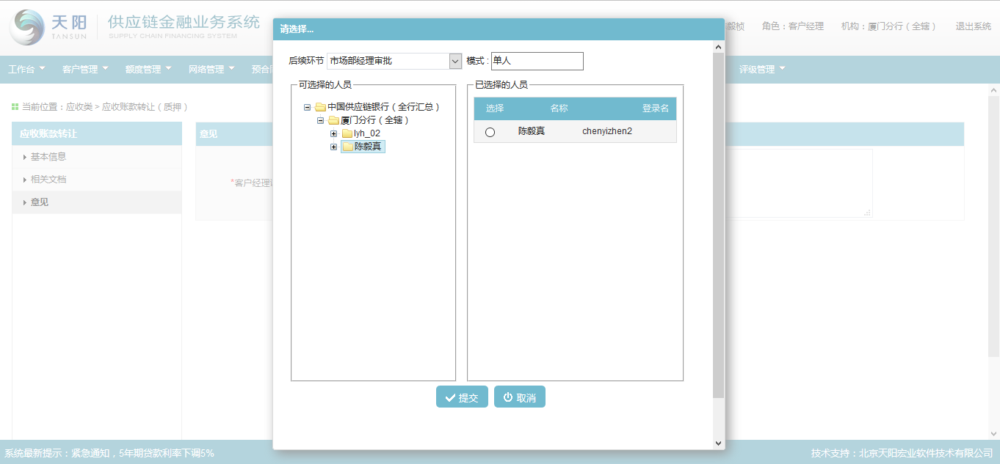 天阳
TANSUN
供应链金融业务系统
SUPPLY CHAIN FINANCING SYSTEM
角色：客户经理
机构：厦门分行（全辖）
退出系统
工作台
客户管理
额度管理
网络管理
预合
评级管理
当前位置：应收类 > 应收账款转让（质押）
应收账款转让
基本信息
相关文档
意见
意见
*客户经理
请选择...
后续环节 市场部经理审批 模式 : 单人
可选择的人员
中国供应链银行（全行汇总）
厦门分行（全辖）
lyh_02
陈毅真
已选择的人员
选择 名称 登录名
陈毅真 chenyizhen2
提交
取消
系统最新提示：紧急通知，5年期贷款利率下调5%
技术支持：北京天阳宏业软件技术有限公司